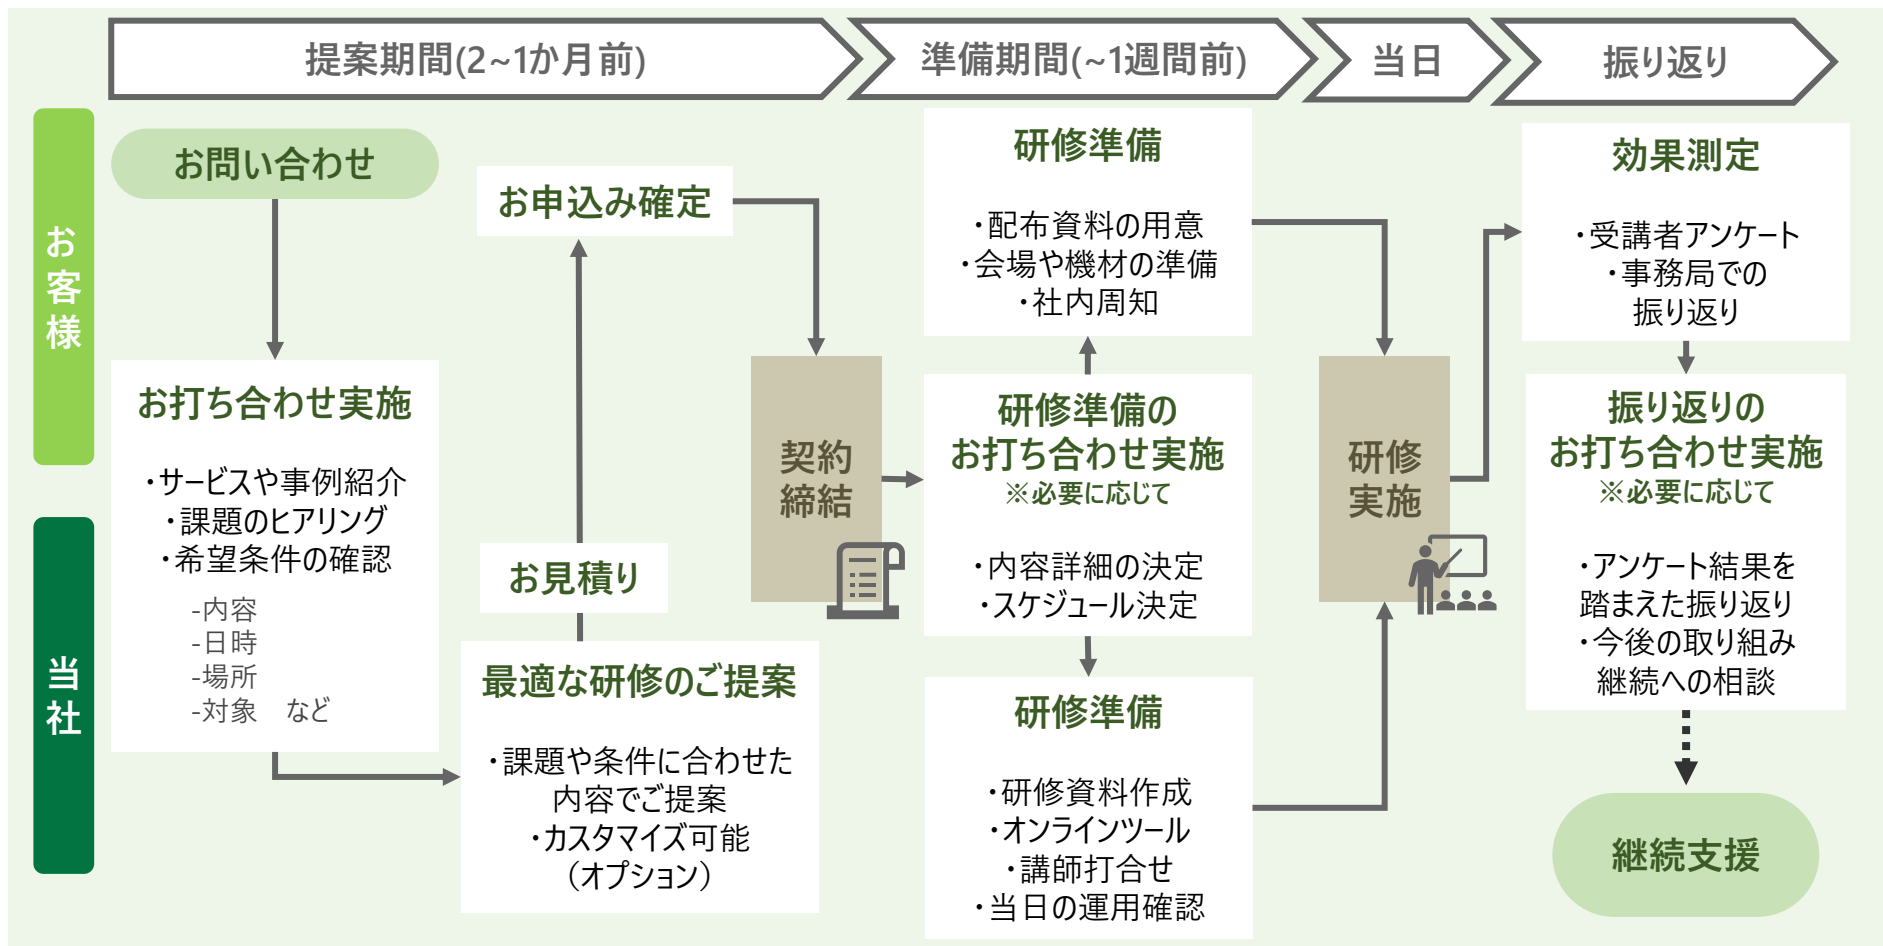 提案期間(2~1か月前)
準備期間(~1週間前)
当日
振り返り
お客様
当社
お問い合わせ
お打ち合わせ実施
・サービスや事例紹介
・課題のヒアリング
・希望条件の確認
-内容
-日時
-場所
-対象　など
お申込み確定
お見積り
最適な研修のご提案
・課題や条件に合わせた
内容でご提案
・カスタマイズ可能
（オプション）
契約
締結
研修準備
・配布資料の用意
・会場や機材の準備
・社内周知
研修準備の
お打ち合わせ実施
※必要に応じて
・内容詳細の決定
・スケジュール決定
研修準備
・研修資料作成
・オンラインツール
・講師打合せ
・当日の運用確認
研修
実施
効果測定
・受講者アンケート
・事務局での
振り返り
振り返りの
お打ち合わせ実施
※必要に応じて
・アンケート結果を
踏まえた振り返り
・今後の取り組み
継続への相談
継続支援